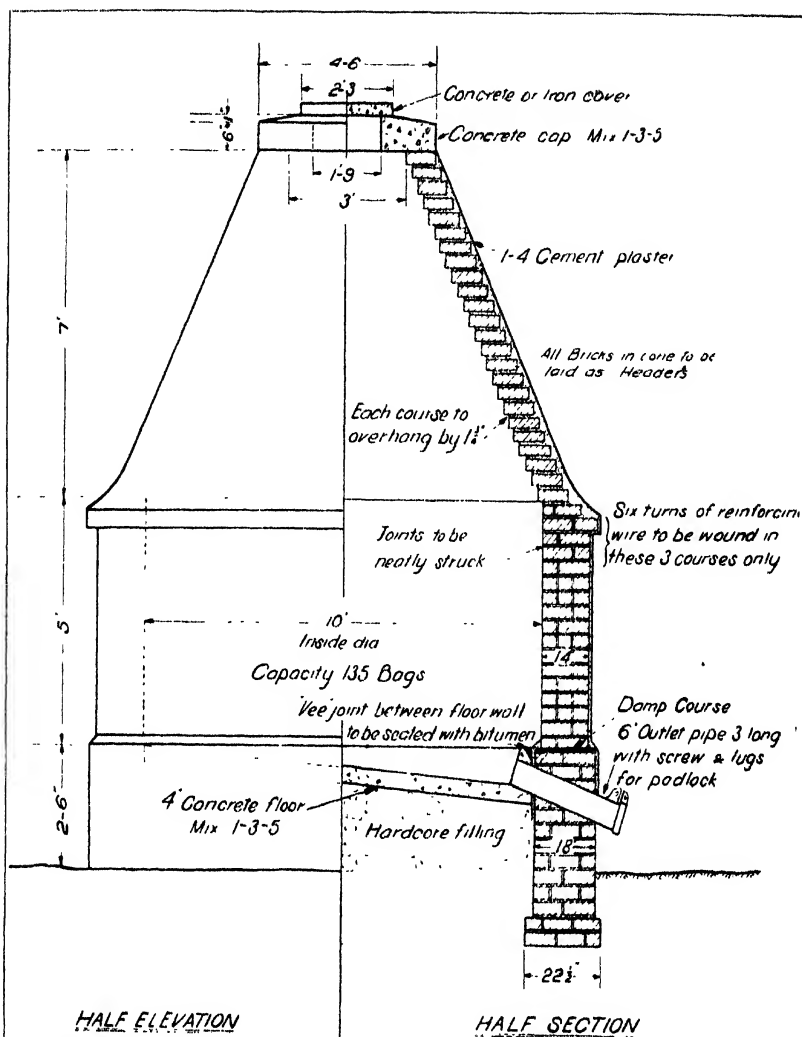 4-6
2'-3
Concrete or Iron cover
Concrete cap Mix 1-3-5
1-9
3'
1-4 Cement plaster
7'
All Bricks in cone to be
laid as Headers
Each course to
overhang by 1¼"
Six turns of reinforcin
wire to be wound in
these 3 courses only
Joints to be
neatly struck
5'
10'
Inside dia
14"
Capacity 135 Bags
'Vee' joint between floor wall
to be sealed with bitumen
Damp Course
6" Outlet pipe 3 long
with screw & lugs
for padlock
2-6"
4" Concrete floor
Mix 1-3-5
Hardcore filling
18"
22½"
HALF ELEVATION
HALF SECTION